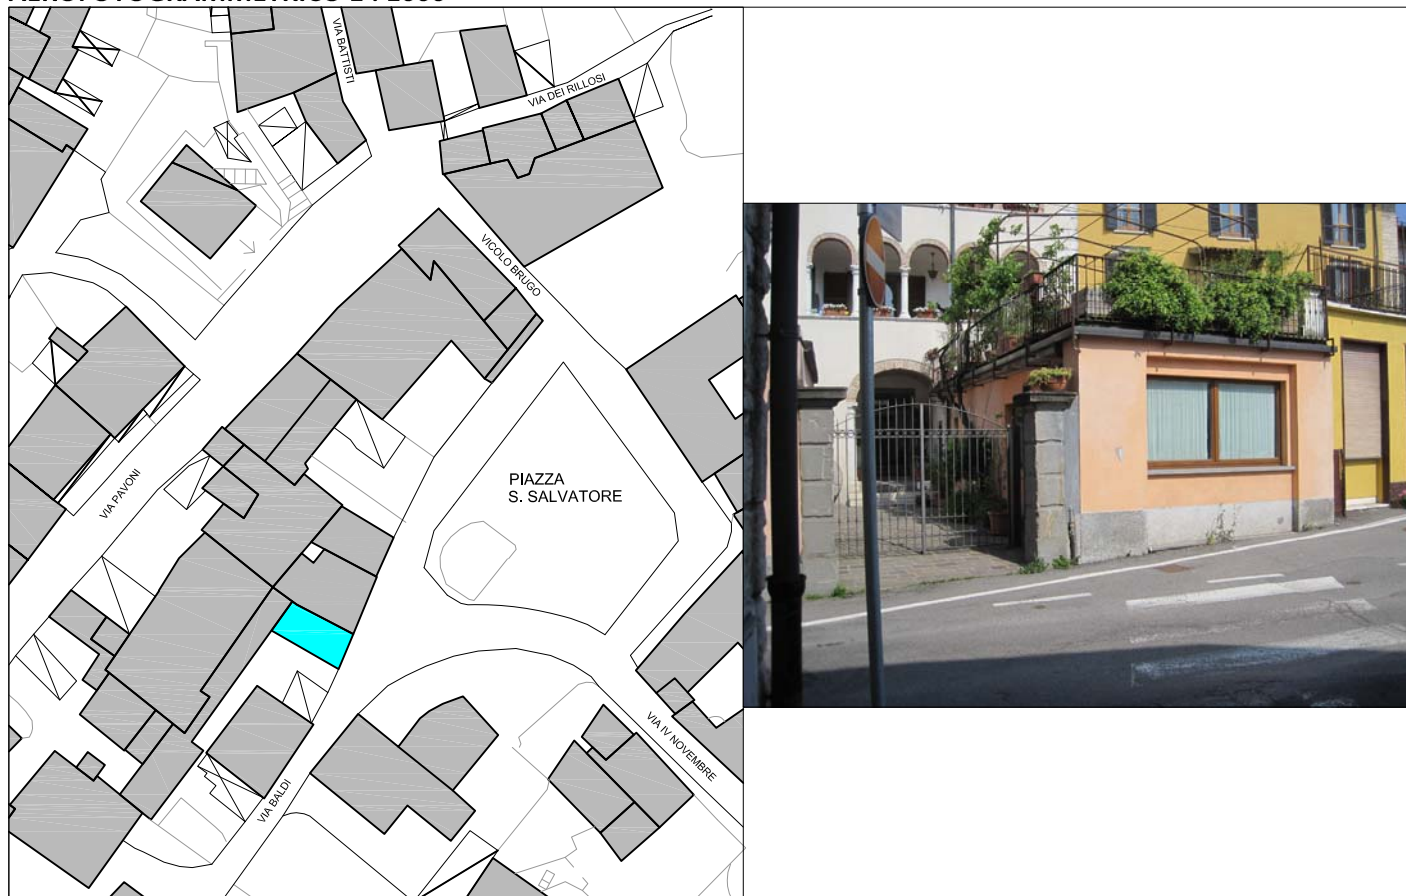 VIA BATTISTI
VIA DEI RILLOSI
VICOLO BRUGO
PIAZZA
S. SALVATORE
VIA PAVONI
VIA IV NOVEMBRE
VIA BALDI